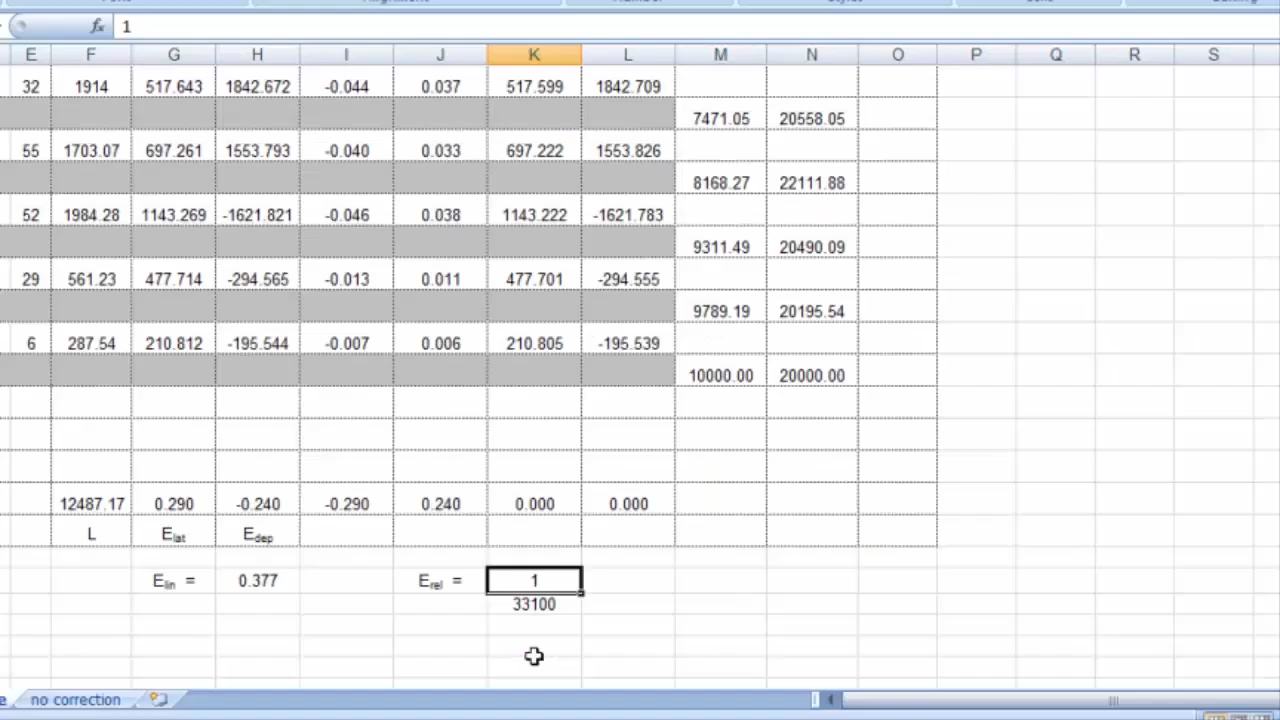 fx 1
E F G H I J K L M N O P Q R S
32 1914 517.643 1842.672 -0.044 0.037 517.599 1842.709
7471.05 20558.05
55 1703.07 697.261 1553.793 -0.040 0.033 697.222 1553.826
8168.27 22111.88
52 1984.28 1143.269 -1621.821 -0.046 0.038 1143.222 -1621.783
9311.49 20490.09
29 561.23 477.714 -294.565 -0.013 0.011 477.701 -294.555
9789.19 20195.54
6 287.54 210.812 -195.544 -0.007 0.006 210.805 -195.539
10000.00 20000.00
12487.17 0.290 -0.240 -0.290 0.240 0.000 0.000
L Elat Edep
Elin = 0.377 Erel = 1
33100
no correction